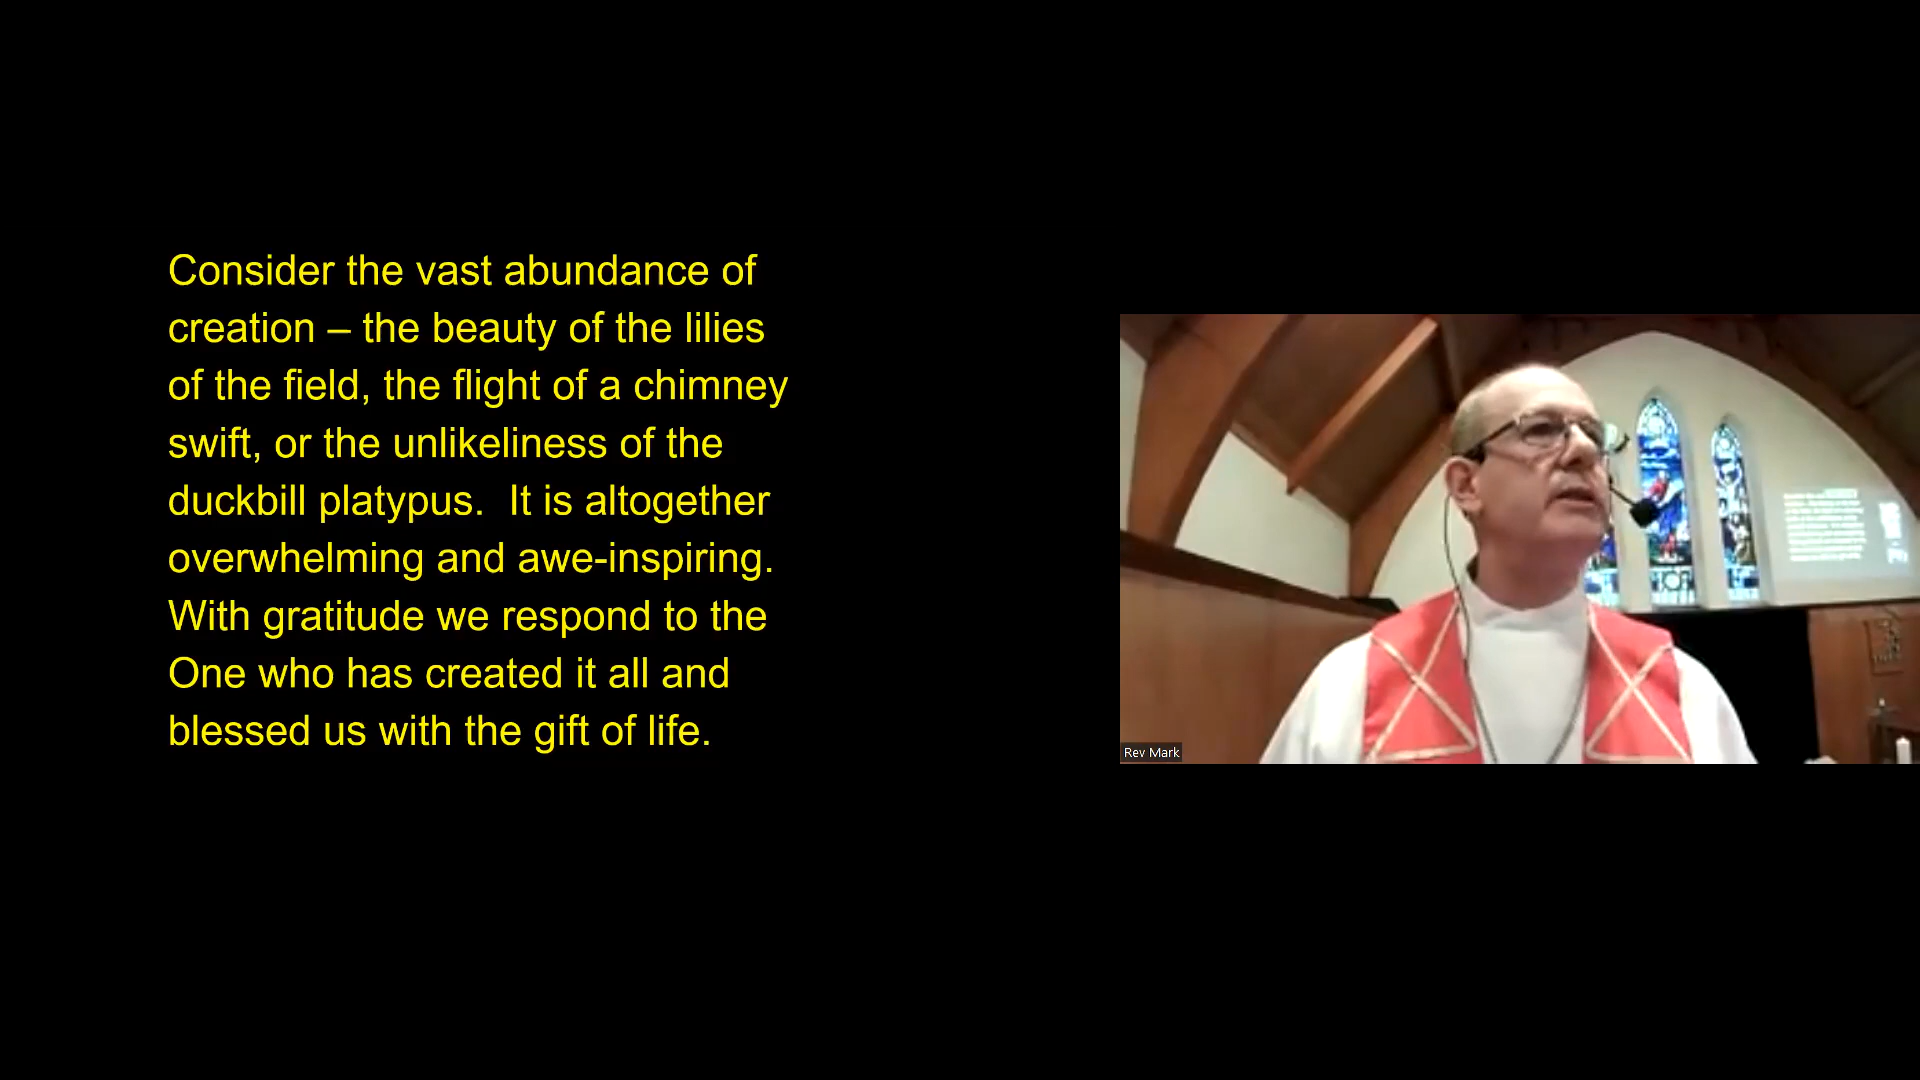 Consider the vast abundance of
creation – the beauty of the lilies
of the field, the flight of a chimney
swift, or the unlikeliness of the
duckbill platypus.  It is altogether
overwhelming and awe-inspiring.
With gratitude we respond to the
One who has created it all and
blessed us with the gift of life.
Rev Mark